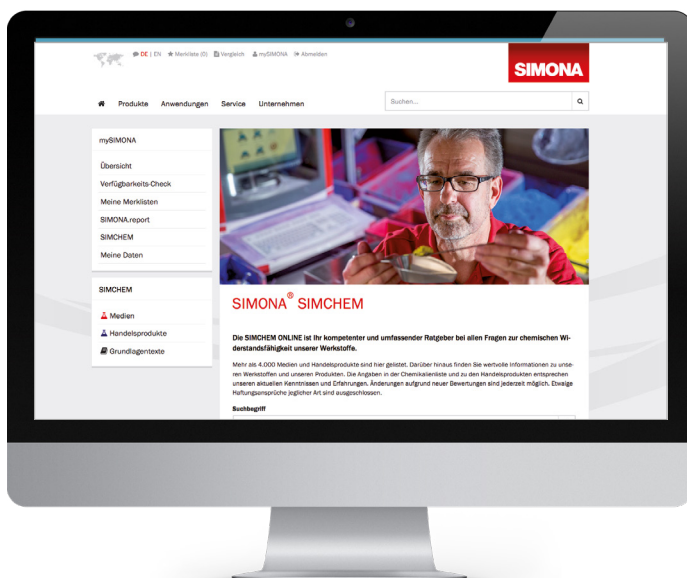 DE | EN Merkliste (0) Vergleich mySIMONA Abmelden
SIMONA
Produkte Anwendungen Service Unternehmen
Suchen...
mySIMONA
Übersicht
Verfügbarkeits-Check
Meine Merklisten
SIMONA.report
SIMCHEM
Meine Daten
SIMCHEM
Medien
Handelsprodukte
Grundlagentexte
SIMONA® SIMCHEM
Die SIMCHEM ONLINE ist Ihr kompetenter und umfassender Ratgeber bei allen Fragen zur chemischen Wi-
derstandsfähigkeit unserer Werkstoffe.
Mehr als 4.000 Medien und Handelsprodukte sind hier gelistet. Darüber hinaus finden Sie wertvolle Informationen zu unse-
ren Werkstoffen und unseren Produkten. Die Angaben in der Chemikalienliste und zu den Handelsprodukten entsprechen
unseren aktuellen Kenntnissen und Erfahrungen. Änderungen aufgrund neuer Bewertungen sind jederzeit möglich. Etwaige
Haftungsansprüche jeglicher Art sind ausgeschlossen.
Suchbegriff